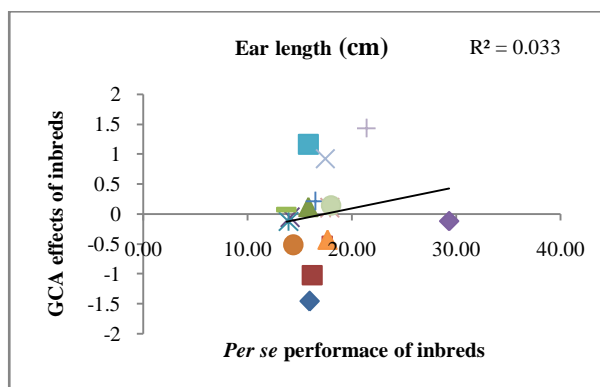 Ear length (cm)
R² = 0.033
GCA effects of inbreds
2
1.5
1
0.5
0
-0.5
-1
-1.5
-2
0.00 10.00 20.00 30.00 40.00
Per se performace of inbreds